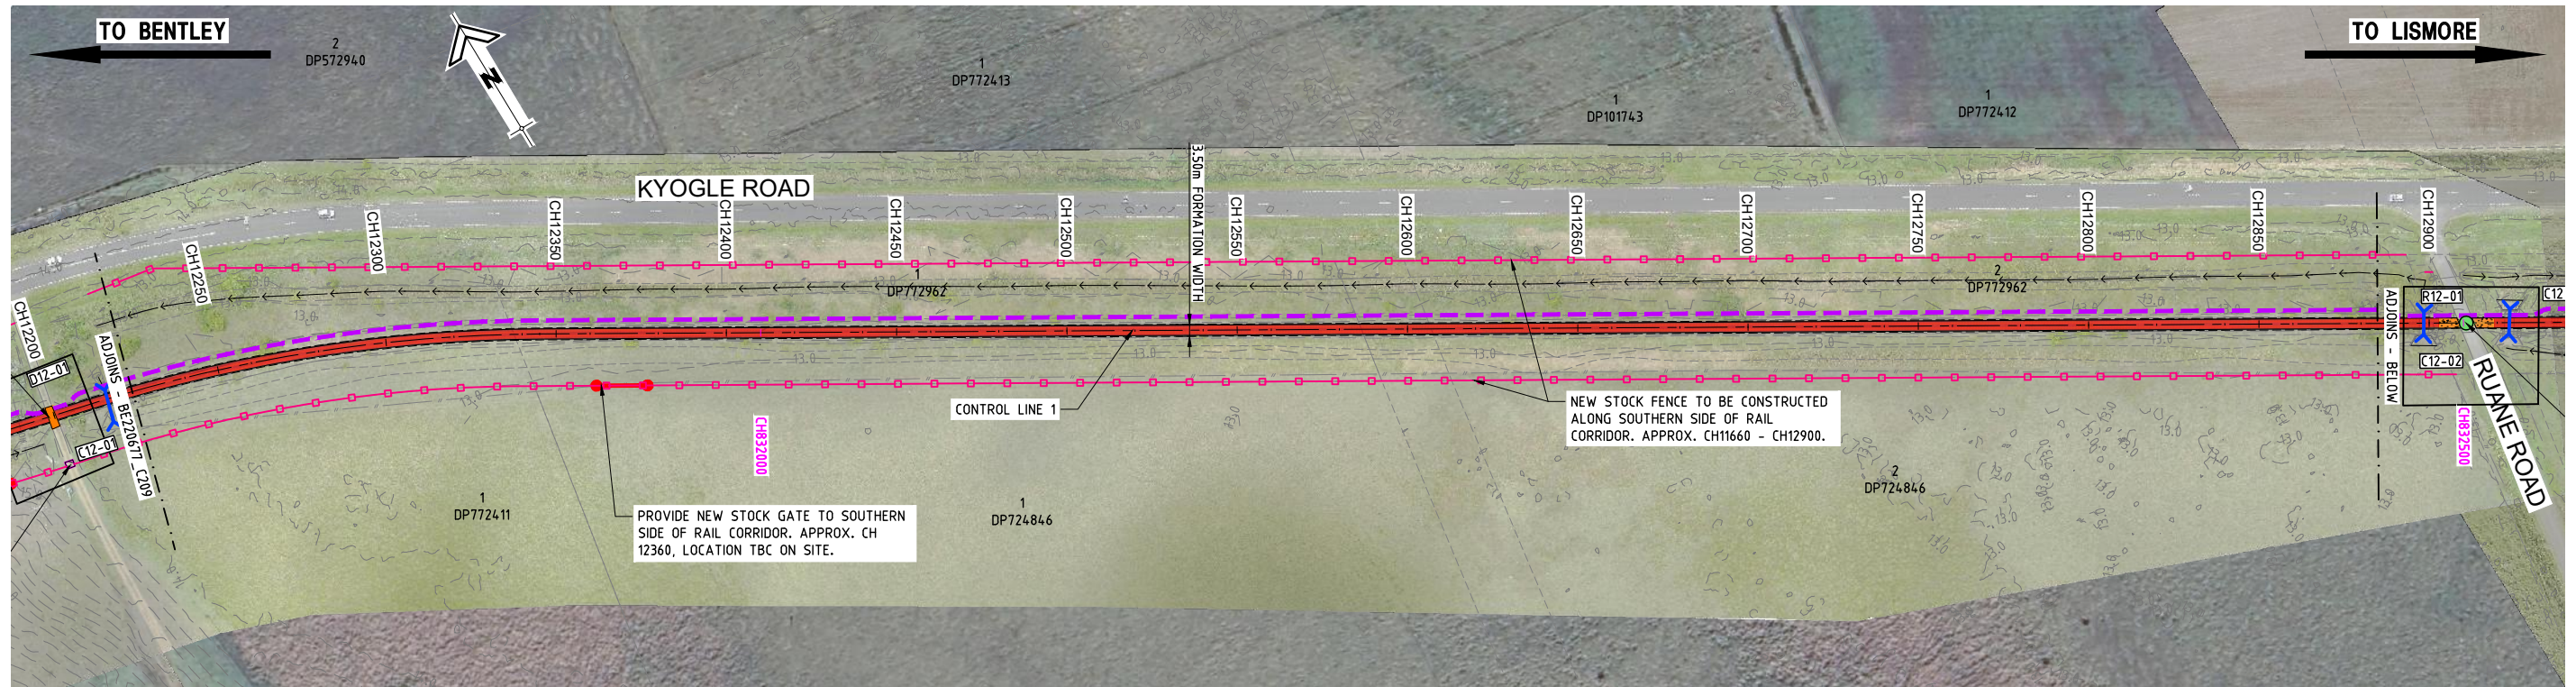 TO BENTLEY
TO LISMORE
N
2
DP572940
1
DP772413
1
DP101743
1
DP772412
KYOGLE ROAD
3.50m FORMATION WIDTH
CH12200
CH12250
CH12300
CH12350
CH12400
CH12450
CH12500
CH12550
CH12600
CH12650
CH12700
CH12750
CH12800
CH12850
CH12900
1
DP772962
2
DP772962
D12-01
C12-01
ADJOINS - BE220677_C209
ADJOINS - BELOW
R12-01
C12-02
C12
RUANE ROAD
CONTROL LINE 1
NEW STOCK FENCE TO BE CONSTRUCTED
ALONG SOUTHERN SIDE OF RAIL
CORRIDOR. APPROX. CH11660 - CH12900.
CH832000
CH832500
1
DP772411
PROVIDE NEW STOCK GATE TO SOUTHERN
SIDE OF RAIL CORRIDOR. APPROX. CH
12360, LOCATION TBC ON SITE.
1
DP724846
2
DP724846